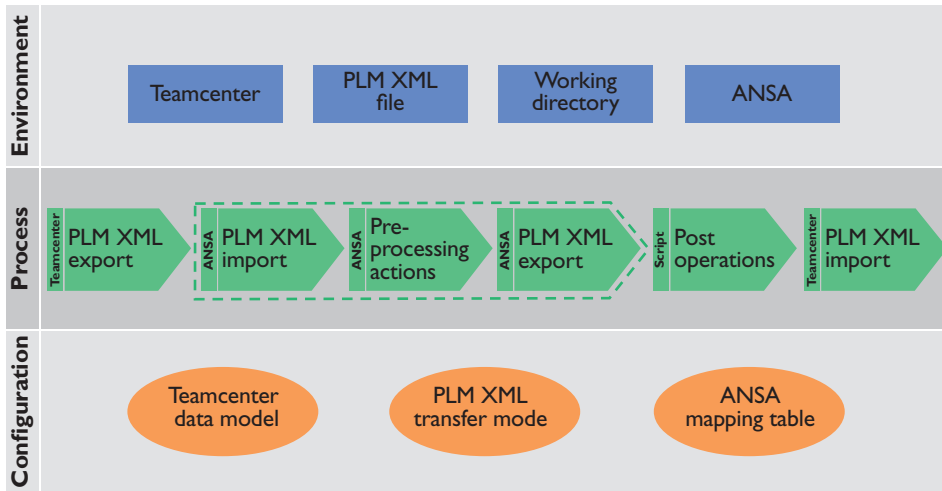 Environment
Teamcenter
PLM XML
file
Working
directory
ANSA
Process
Teamcenter
PLM XML
export
ANSA
PLM XML
import
ANSA
Pre-
processing
actions
ANSA
PLM XML
export
Script
Post
operations
Teamcenter
PLM XML
import
Configuration
Teamcenter
data model
PLM XML
transfer mode
ANSA
mapping table